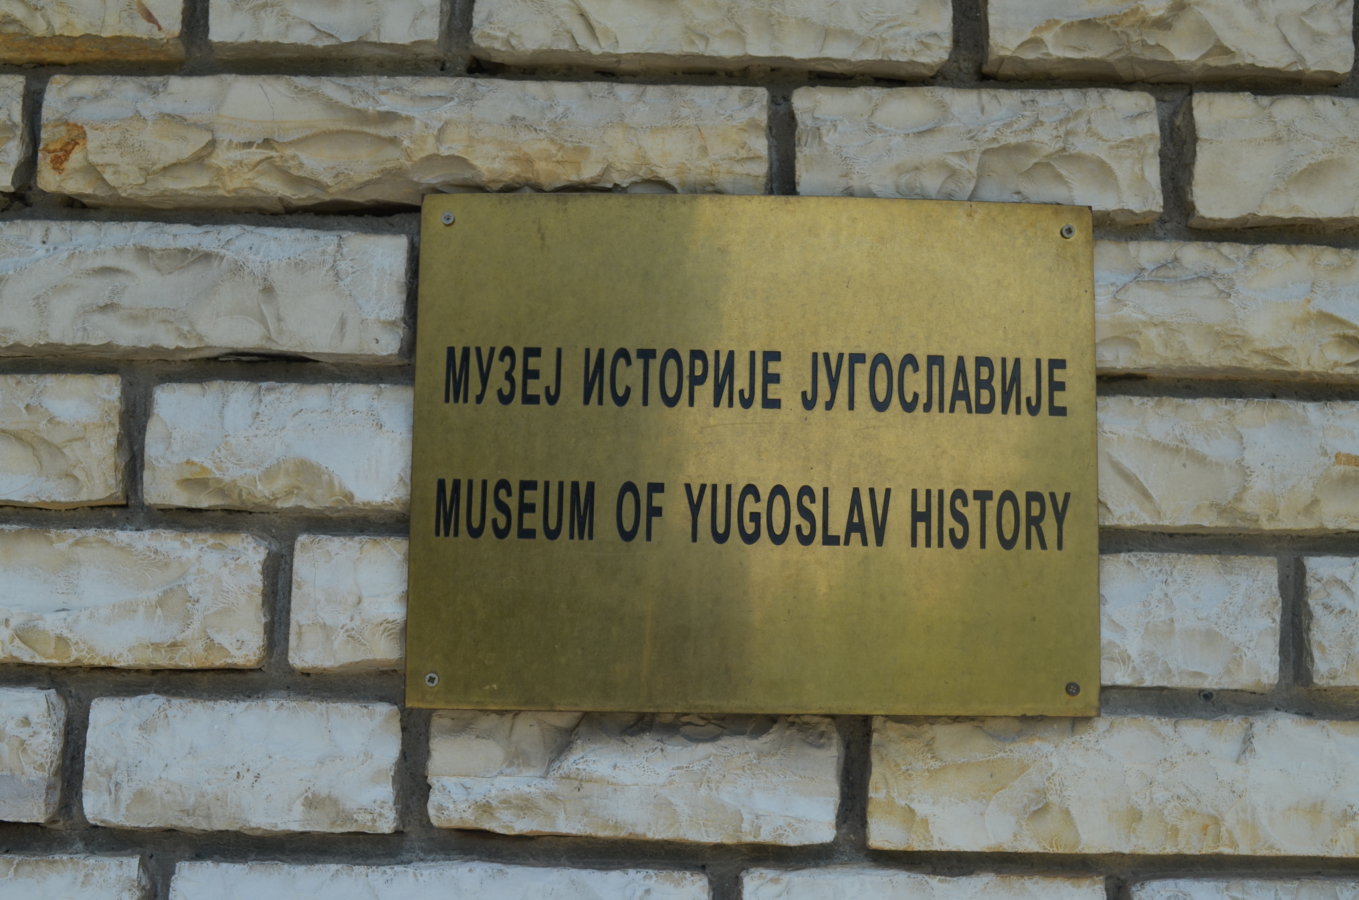 МУЗЕЈ ИСТОРИЈЕ ЈУГОСЛАВИЈЕ
MUSEUM OF YUGOSLAV HISTORY